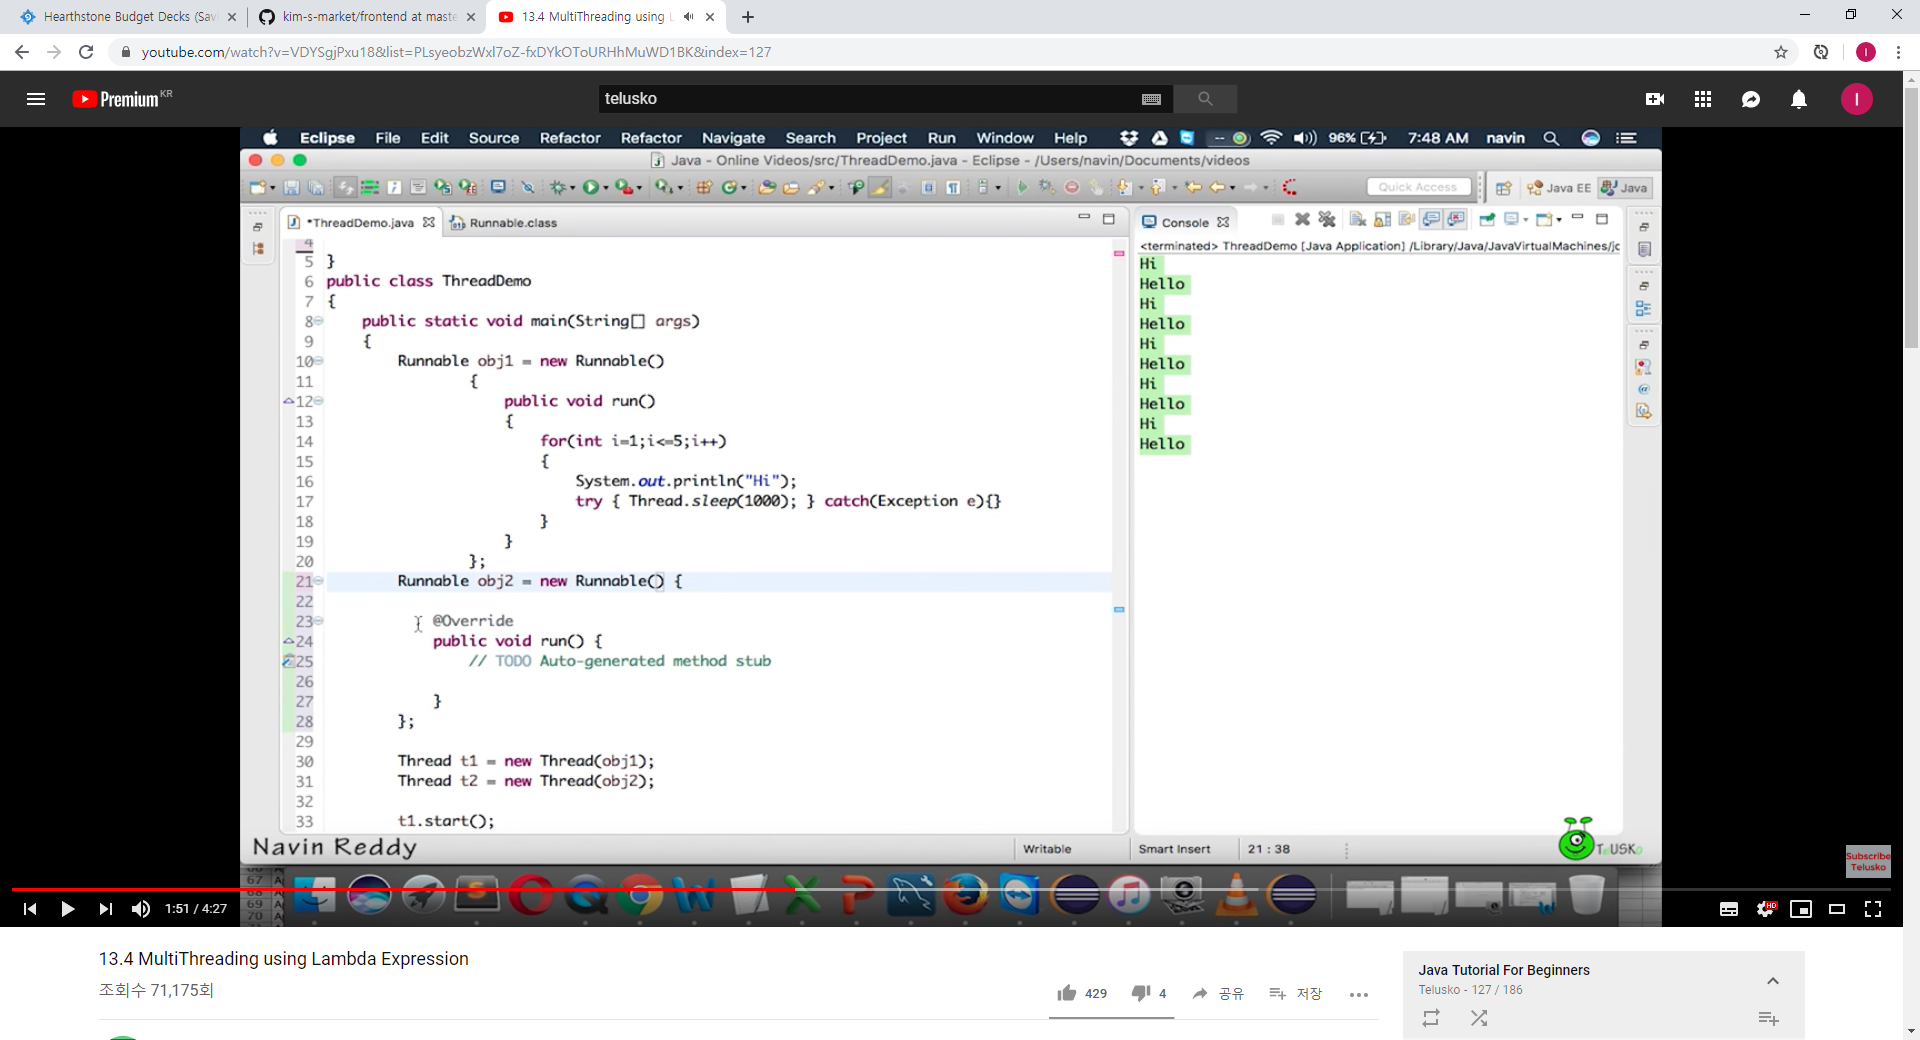 Hearthstone Budget Decks (Sav
kim-s-market/frontend at maste
13.4 MultiThreading using L
youtube.com/watch?v=VDYSgjPxu18&list=PLsyeobzWxl7oZ-fxDYkOToURHhMuWD1BK&index=127
Premium KR
telusko
I
Eclipse File Edit Source Refactor Refactor Navigate Search Project Run Window Help 96% 7:48 AM navin
Java - Online Videos/src/ThreadDemo.java - Eclipse - /Users/navin/Documents/videos
Quick Access Java EE Java
*ThreadDemo.java Runnable.class
Console
<terminated> ThreadDemo [Java Application] /Library/Java/JavaVirtualMachines/jc
4
5 }
6 public class ThreadDemo
7 {
8 public static void main(String[] args)
9 {
10 Runnable obj1 = new Runnable()
11 {
12 public void run()
13 {
14 for(int i=1;i<=5;i++)
15 {
16 System.out.println("Hi");
17 try { Thread.sleep(1000); } catch(Exception e){}
18 }
19 }
20 };
21 Runnable obj2 = new Runnable() {
22
23 @Override
24 public void run() {
25 // TODO Auto-generated method stub
26
27 }
28 };
29
30 Thread t1 = new Thread(obj1);
31 Thread t2 = new Thread(obj2);
32
33 t1.start();
Hi
Hello
Hi
Hello
Hi
Hello
Hi
Hello
Hi
Hello
Navin Reddy
Writable Smart Insert 21 : 38
TelUSKo
Subscribe
Telusko
67
68
69
70
1:51 / 4:27
HD
13.4 MultiThreading using Lambda Expression
조회수 71,175회
429 4 공유 저장
Java Tutorial For Beginners
Telusko - 127 / 186